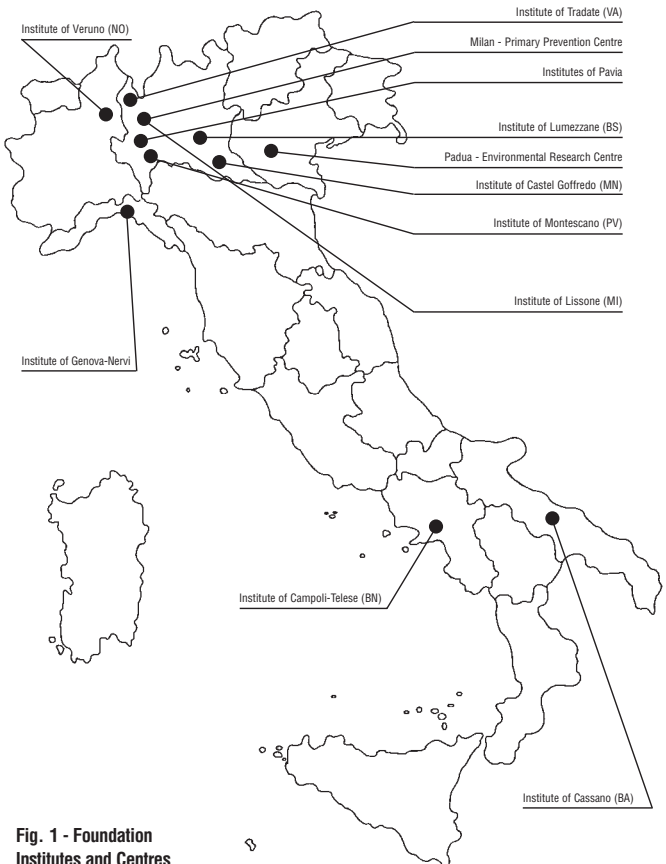 Institute of Tradate (VA)
Institute of Veruno (NO)
Milan - Primary Prevention Centre
Institutes of Pavia
Institute of Lumezzane (BS)
Padua - Environmental Research Centre
Institute of Castel Goffredo (MN)
Institute of Montescano (PV)
Institute of Lissone (MI)
Institute of Genova-Nervi
Institute of Campoli-Telese (BN)
Institute of Cassano (BA)
Fig. 1 - Foundation
Institutes and Centres